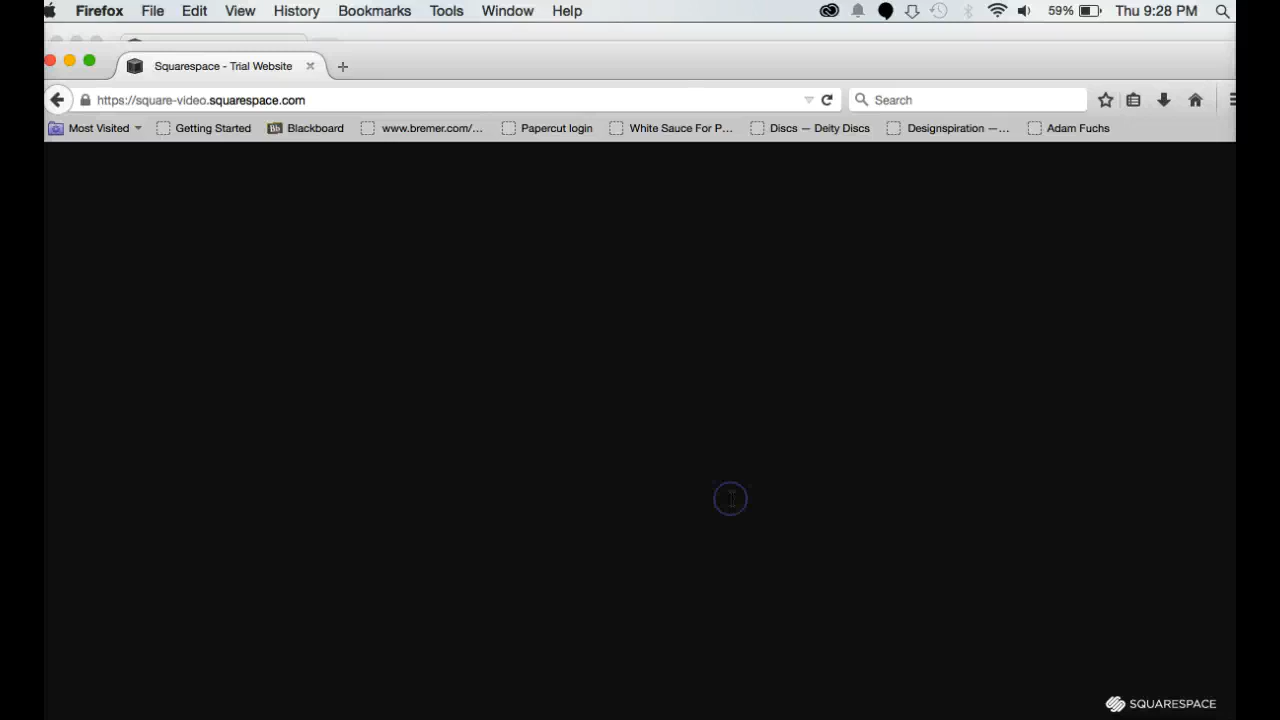 Firefox File Edit View History Bookmarks Tools Window Help 59% Thu 9:28 PM
Squarespace - Trial Website
https://square-video.squarespace.com Search
Most Visited Getting Started Bb Blackboard www.bremer.com/... Papercut login White Sauce For P... Discs — Deity Discs Designspiration —... Adam Fuchs
SQUARESPACE